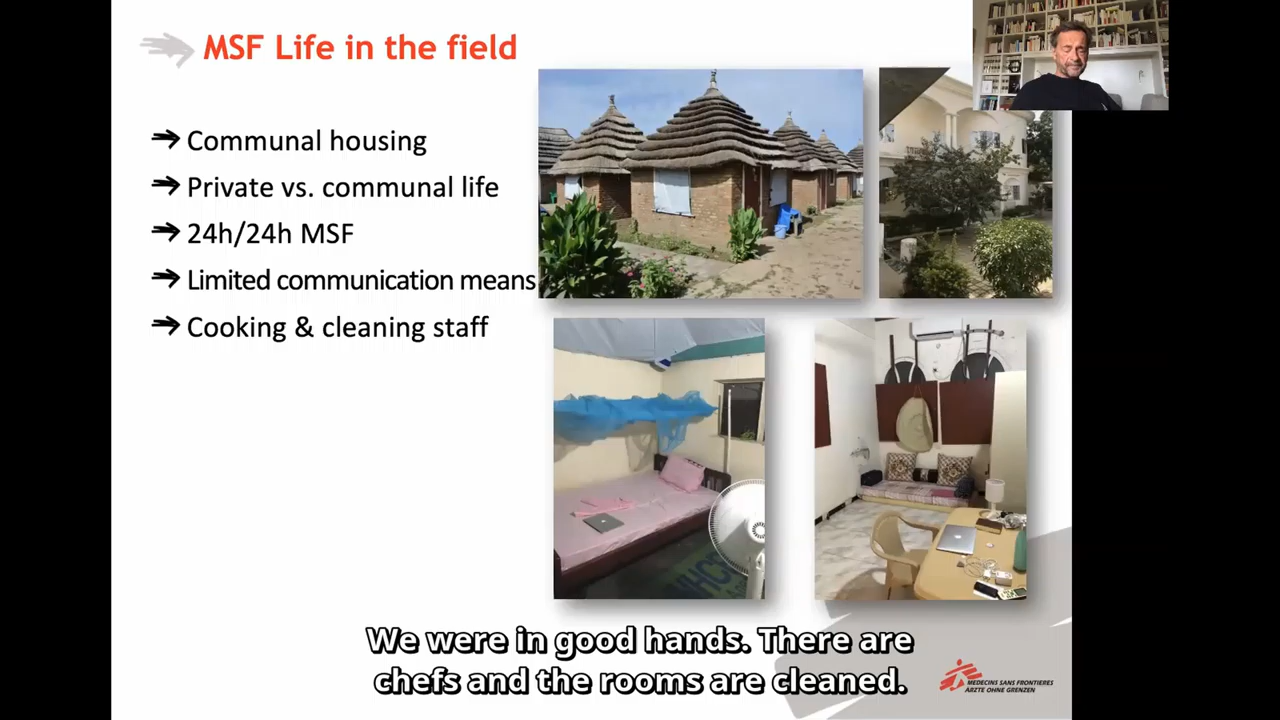 MSF Life in the field
Communal housing
Private vs. communal life
24h/24h MSF
Limited communication means
Cooking & cleaning staff
We were in good hands. There are
chefs and the rooms are cleaned.
MEDECINS SANS FRONTIERES
ÄRZTE OHNE GRENZEN